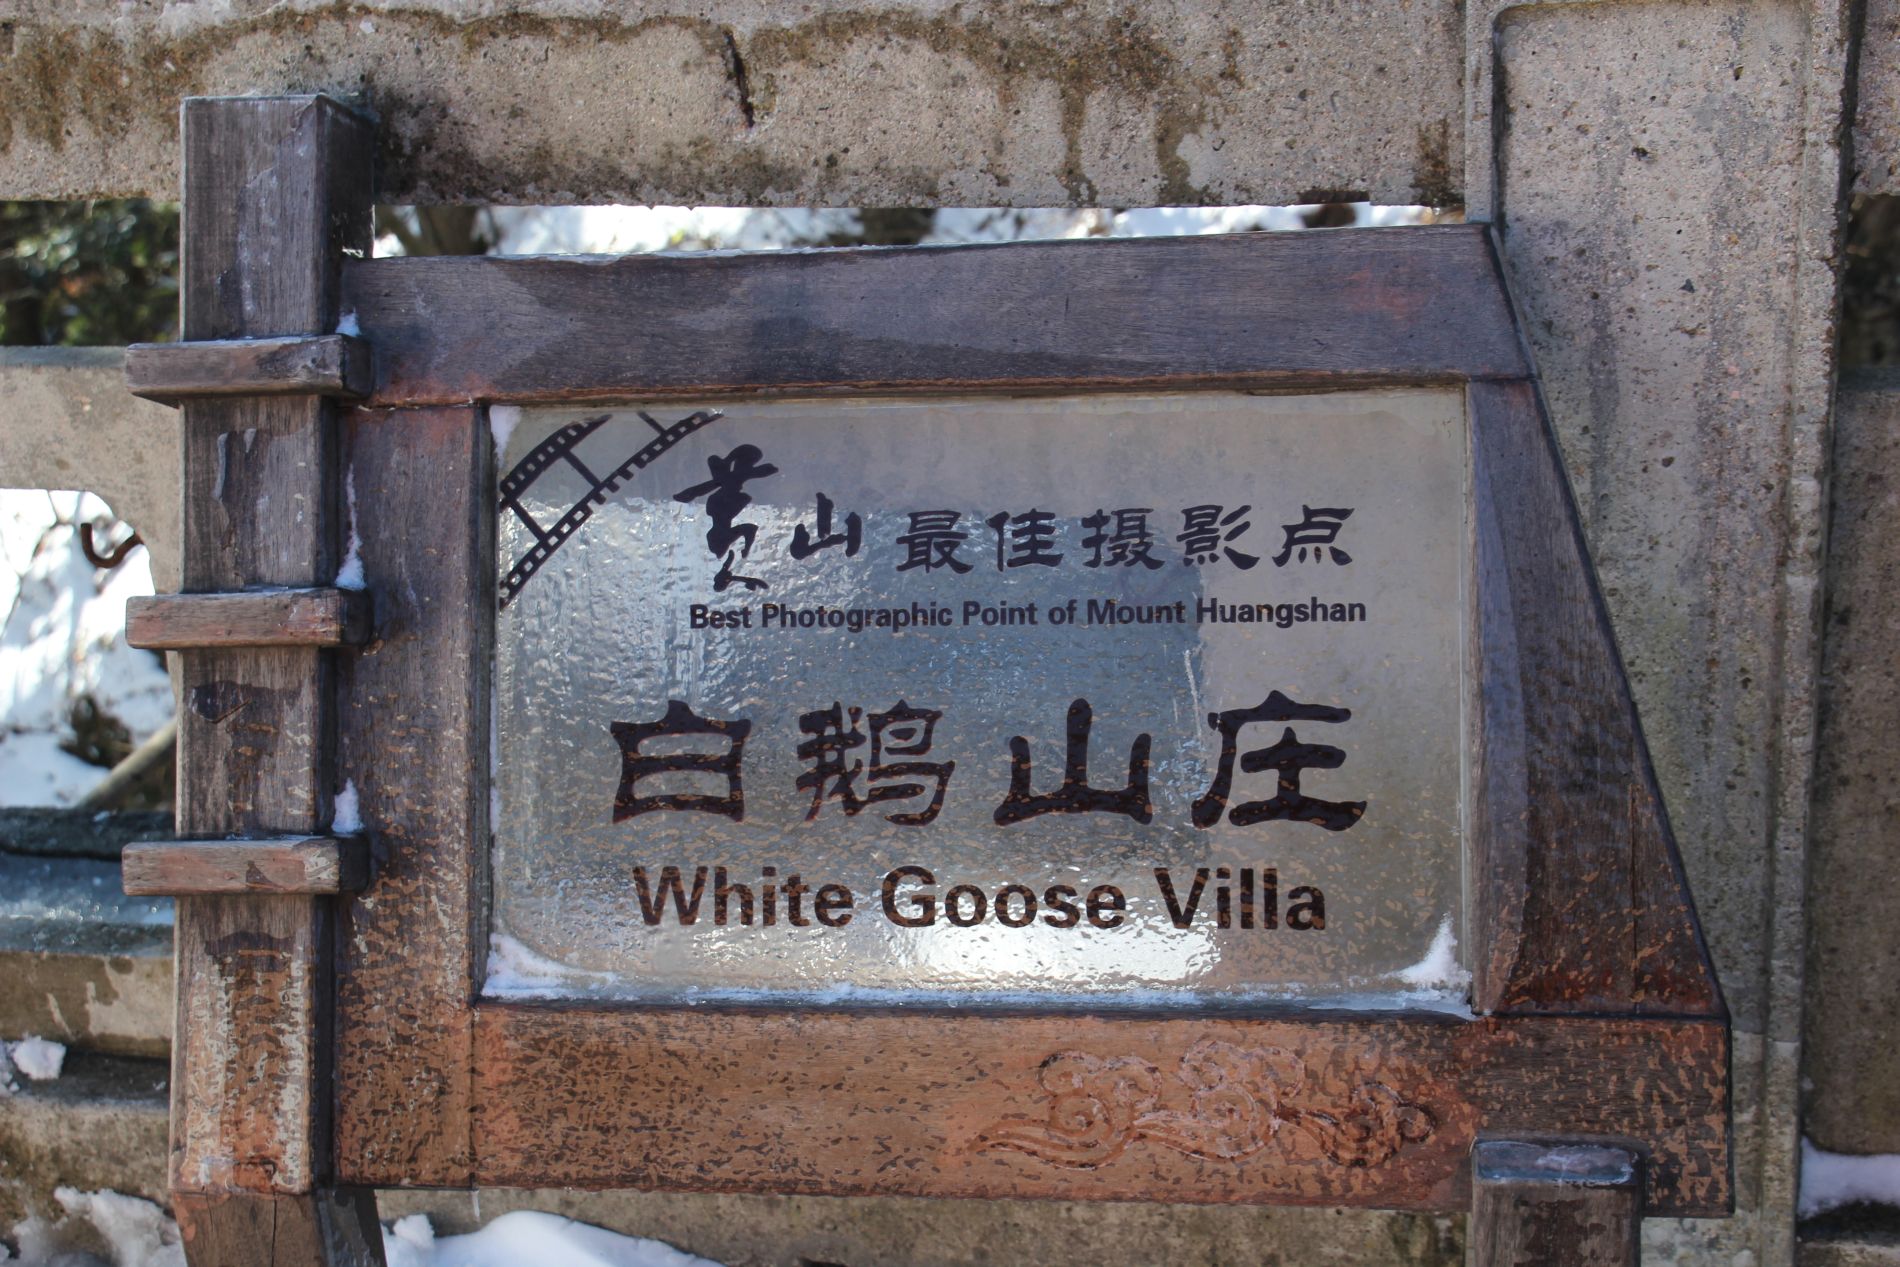 黄山最佳摄影点
Best Photographic Point of Mount Huangshan
白鹅山庄
White Goose Villa